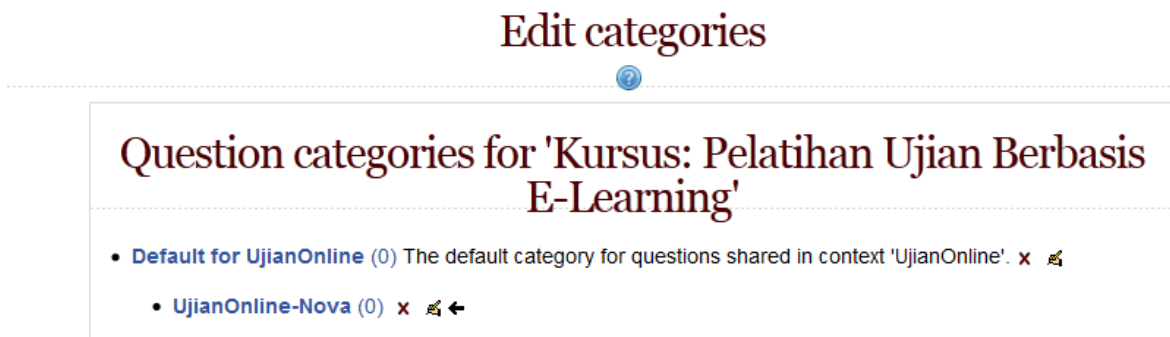 Edit categories
?
Question categories for 'Kursus: Pelatihan Ujian Berbasis
E-Learning'
Default for UjianOnline (0) The default category for questions shared in context 'UjianOnline'.
UjianOnline-Nova (0)